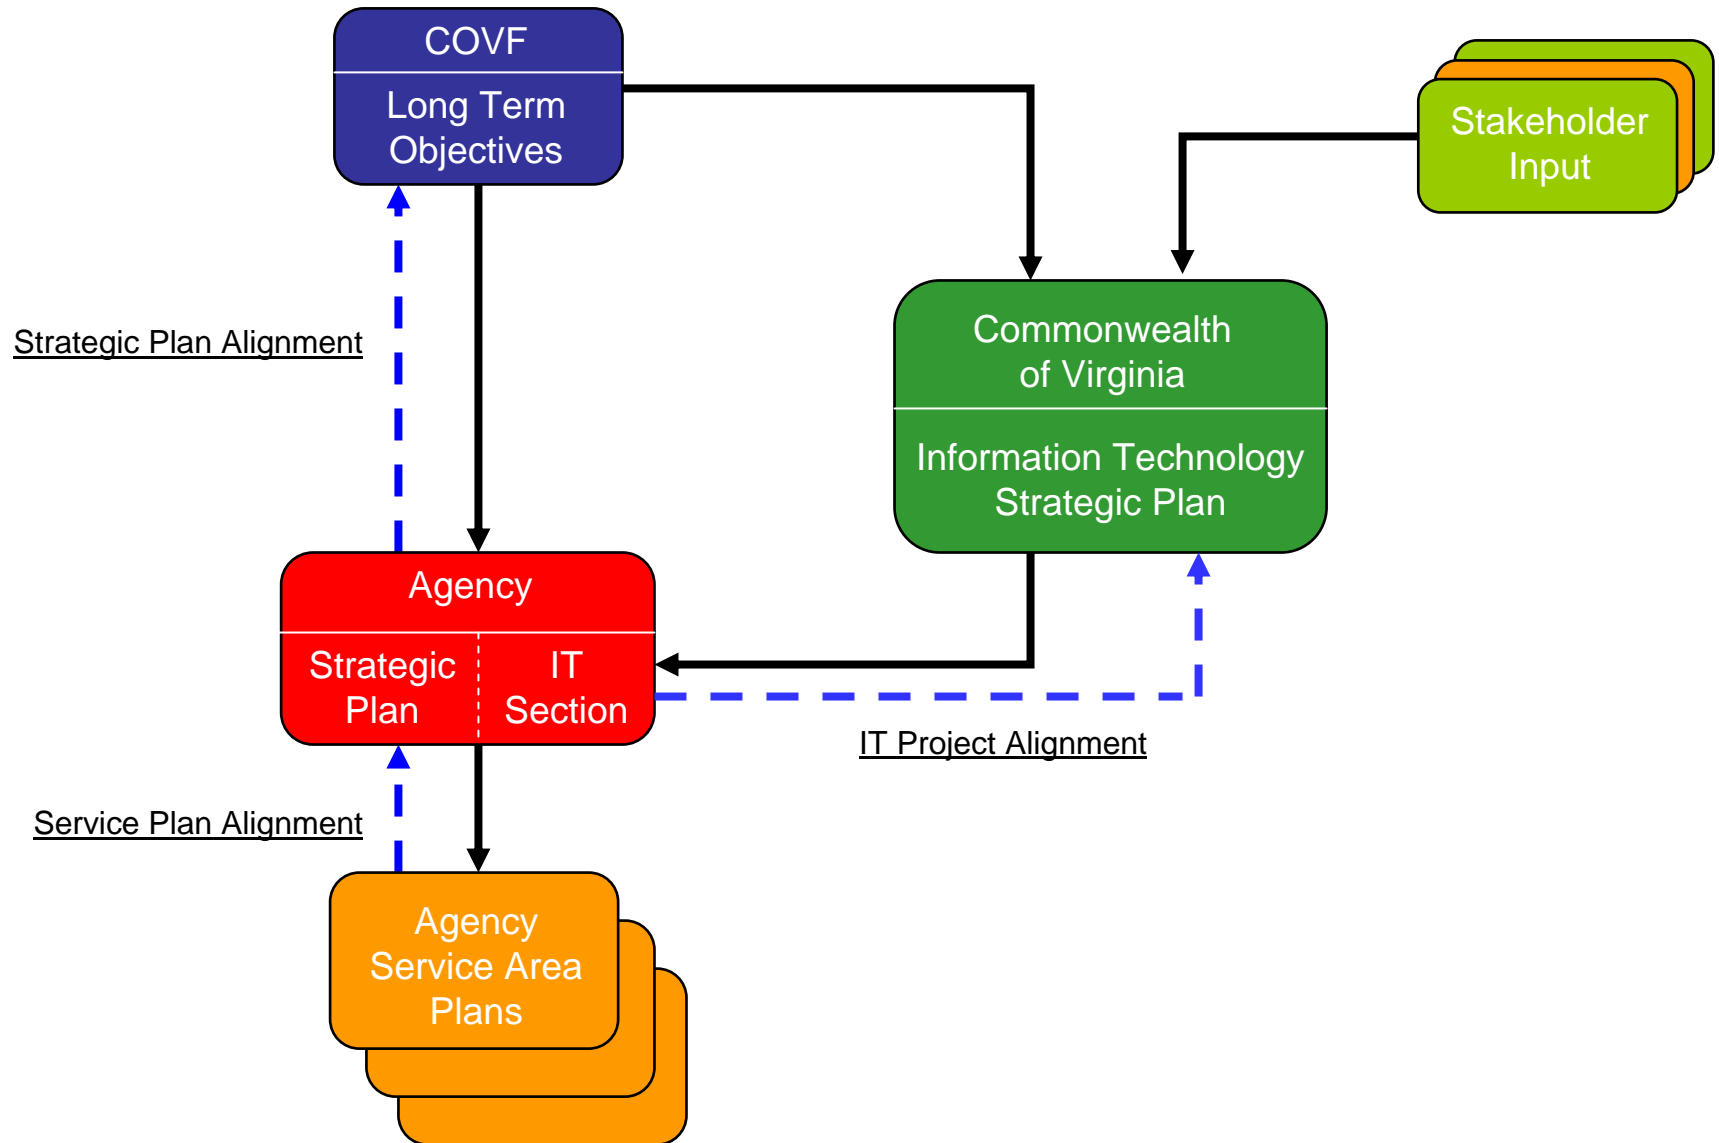 COVF
Long Term
Objectives
Stakeholder
Input
Commonwealth
of Virginia
Information Technology
Strategic Plan
Strategic Plan Alignment
Agency
Strategic
Plan
IT
Section
IT Project Alignment
Service Plan Alignment
Agency
Service Area
Plans